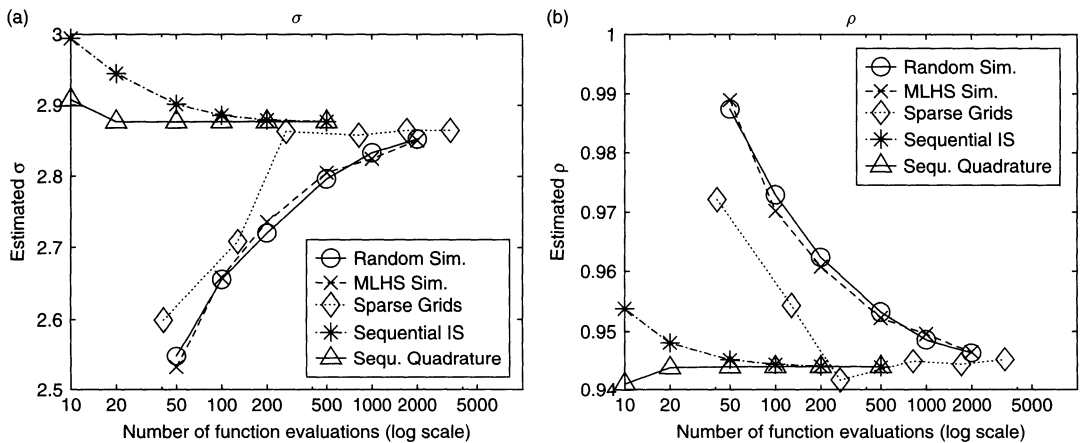 (a)
σ
3
2.9
2.8
2.7
2.6
2.5
Estimated σ
10 20 50 100 200 500 1000 2000 5000
Number of function evaluations (log scale)
Random Sim.
MLHS Sim.
Sparse Grids
Sequential IS
Sequ. Quadrature
(b)
ρ
1
0.99
0.98
0.97
0.96
0.95
0.94
Estimated ρ
10 20 50 100 200 500 1000 2000 5000
Number of function evaluations (log scale)
Random Sim.
MLHS Sim.
Sparse Grids
Sequential IS
Sequ. Quadrature